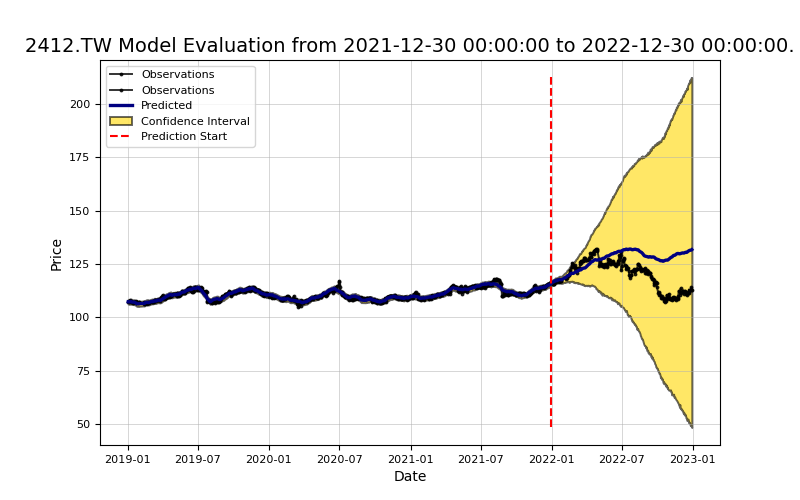 2412.TW Model Evaluation from 2021-12-30 00:00:00 to 2022-12-30 00:00:00.
Observations
Observations
Predicted
Confidence Interval
Prediction Start
200
175
150
125
100
75
50
Price
2019-01 2019-07 2020-01 2020-07 2021-01 2021-07 2022-01 2022-07 2023-01
Date